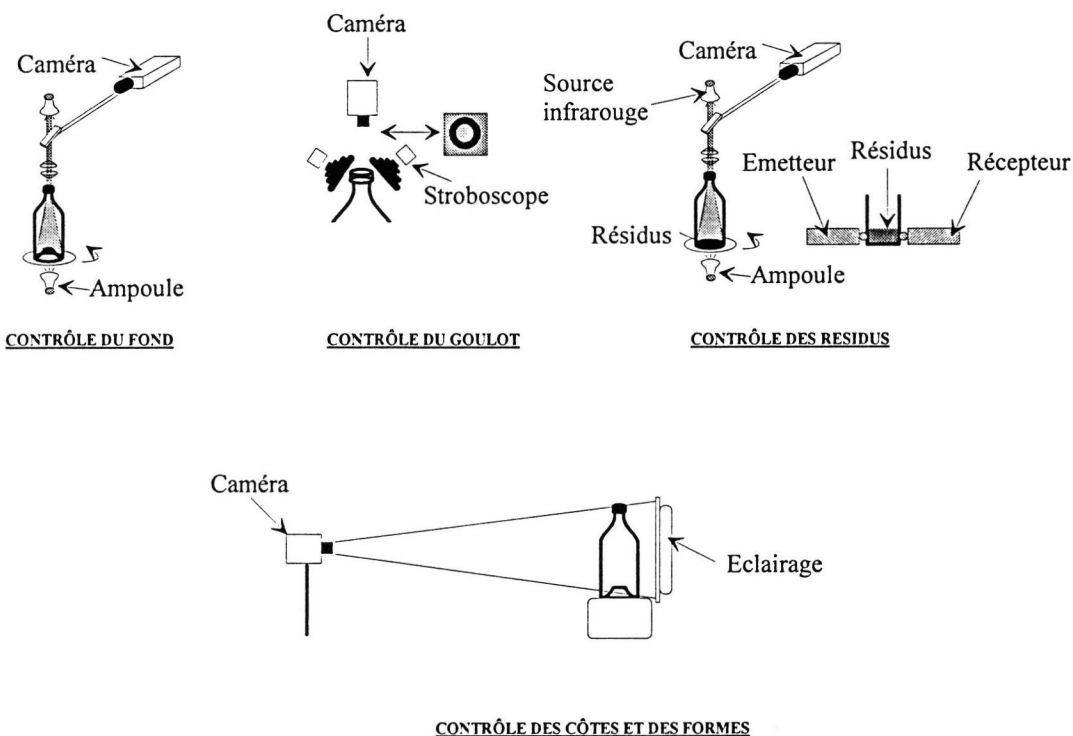 Caméra
Ampoule
CONTRÔLE DU FOND
Caméra
Stroboscope
CONTRÔLE DU GOULOT
Caméra
Source
infrarouge
Emetteur
Résidus
Récepteur
Résidus
Ampoule
CONTRÔLE DES RESIDUS
Caméra
Eclairage
CONTRÔLE DES CÔTES ET DES FORMES